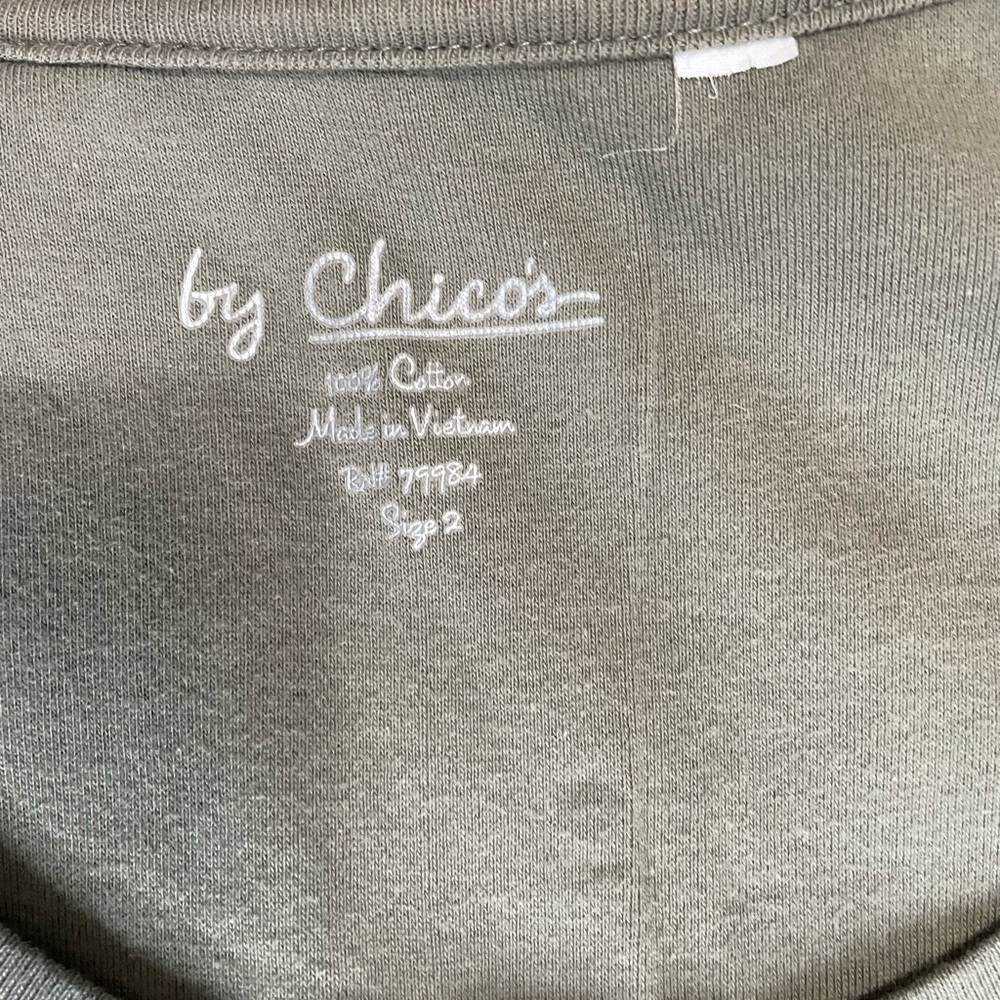 by Chico's
100% Cotton
Made in Vietnam
RN# 79984
Size 2